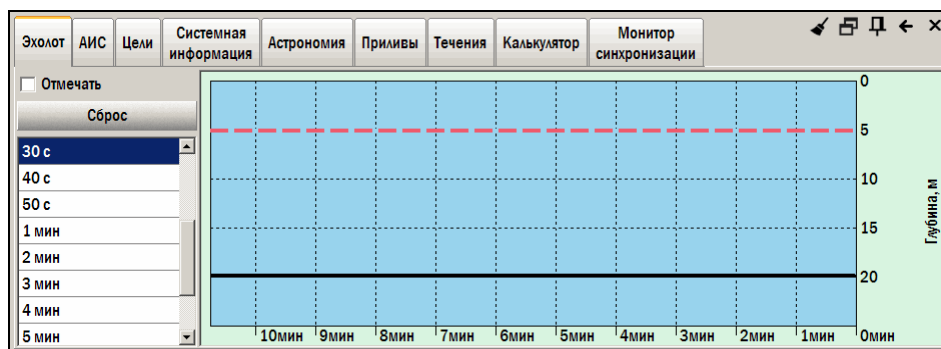 Эхолот АИС Цели Системная информация Астрономия Приливы Течения Калькулятор Монитор синхронизации
Отмечать
Сброс
30 с
40 с
50 с
1 мин
2 мин
3 мин
4 мин
5 мин
0
5
10
15
20
Глубина, м
10мин 9мин 8мин 7мин 6мин 5мин 4мин 3мин 2мин 1мин 0мин